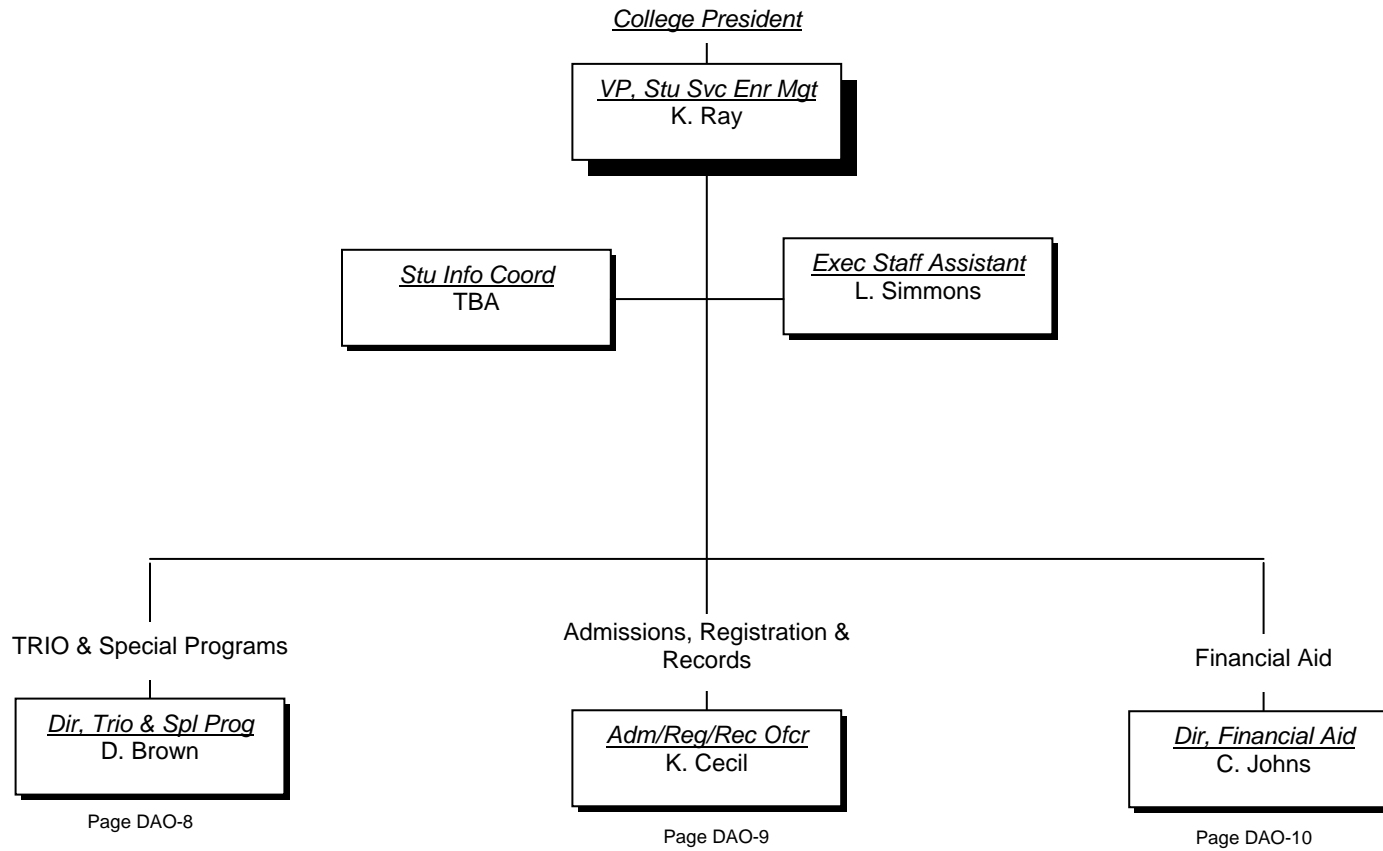 College President
VP, Stu Svc Enr Mgt
K. Ray
Stu Info Coord
TBA
Exec Staff Assistant
L. Simmons
TRIO & Special Programs
Dir, Trio & Spl Prog
D. Brown
Page DAO-8
Admissions, Registration &
Records
Adm/Reg/Rec Ofcr
K. Cecil
Page DAO-9
Financial Aid
Dir, Financial Aid
C. Johns
Page DAO-10